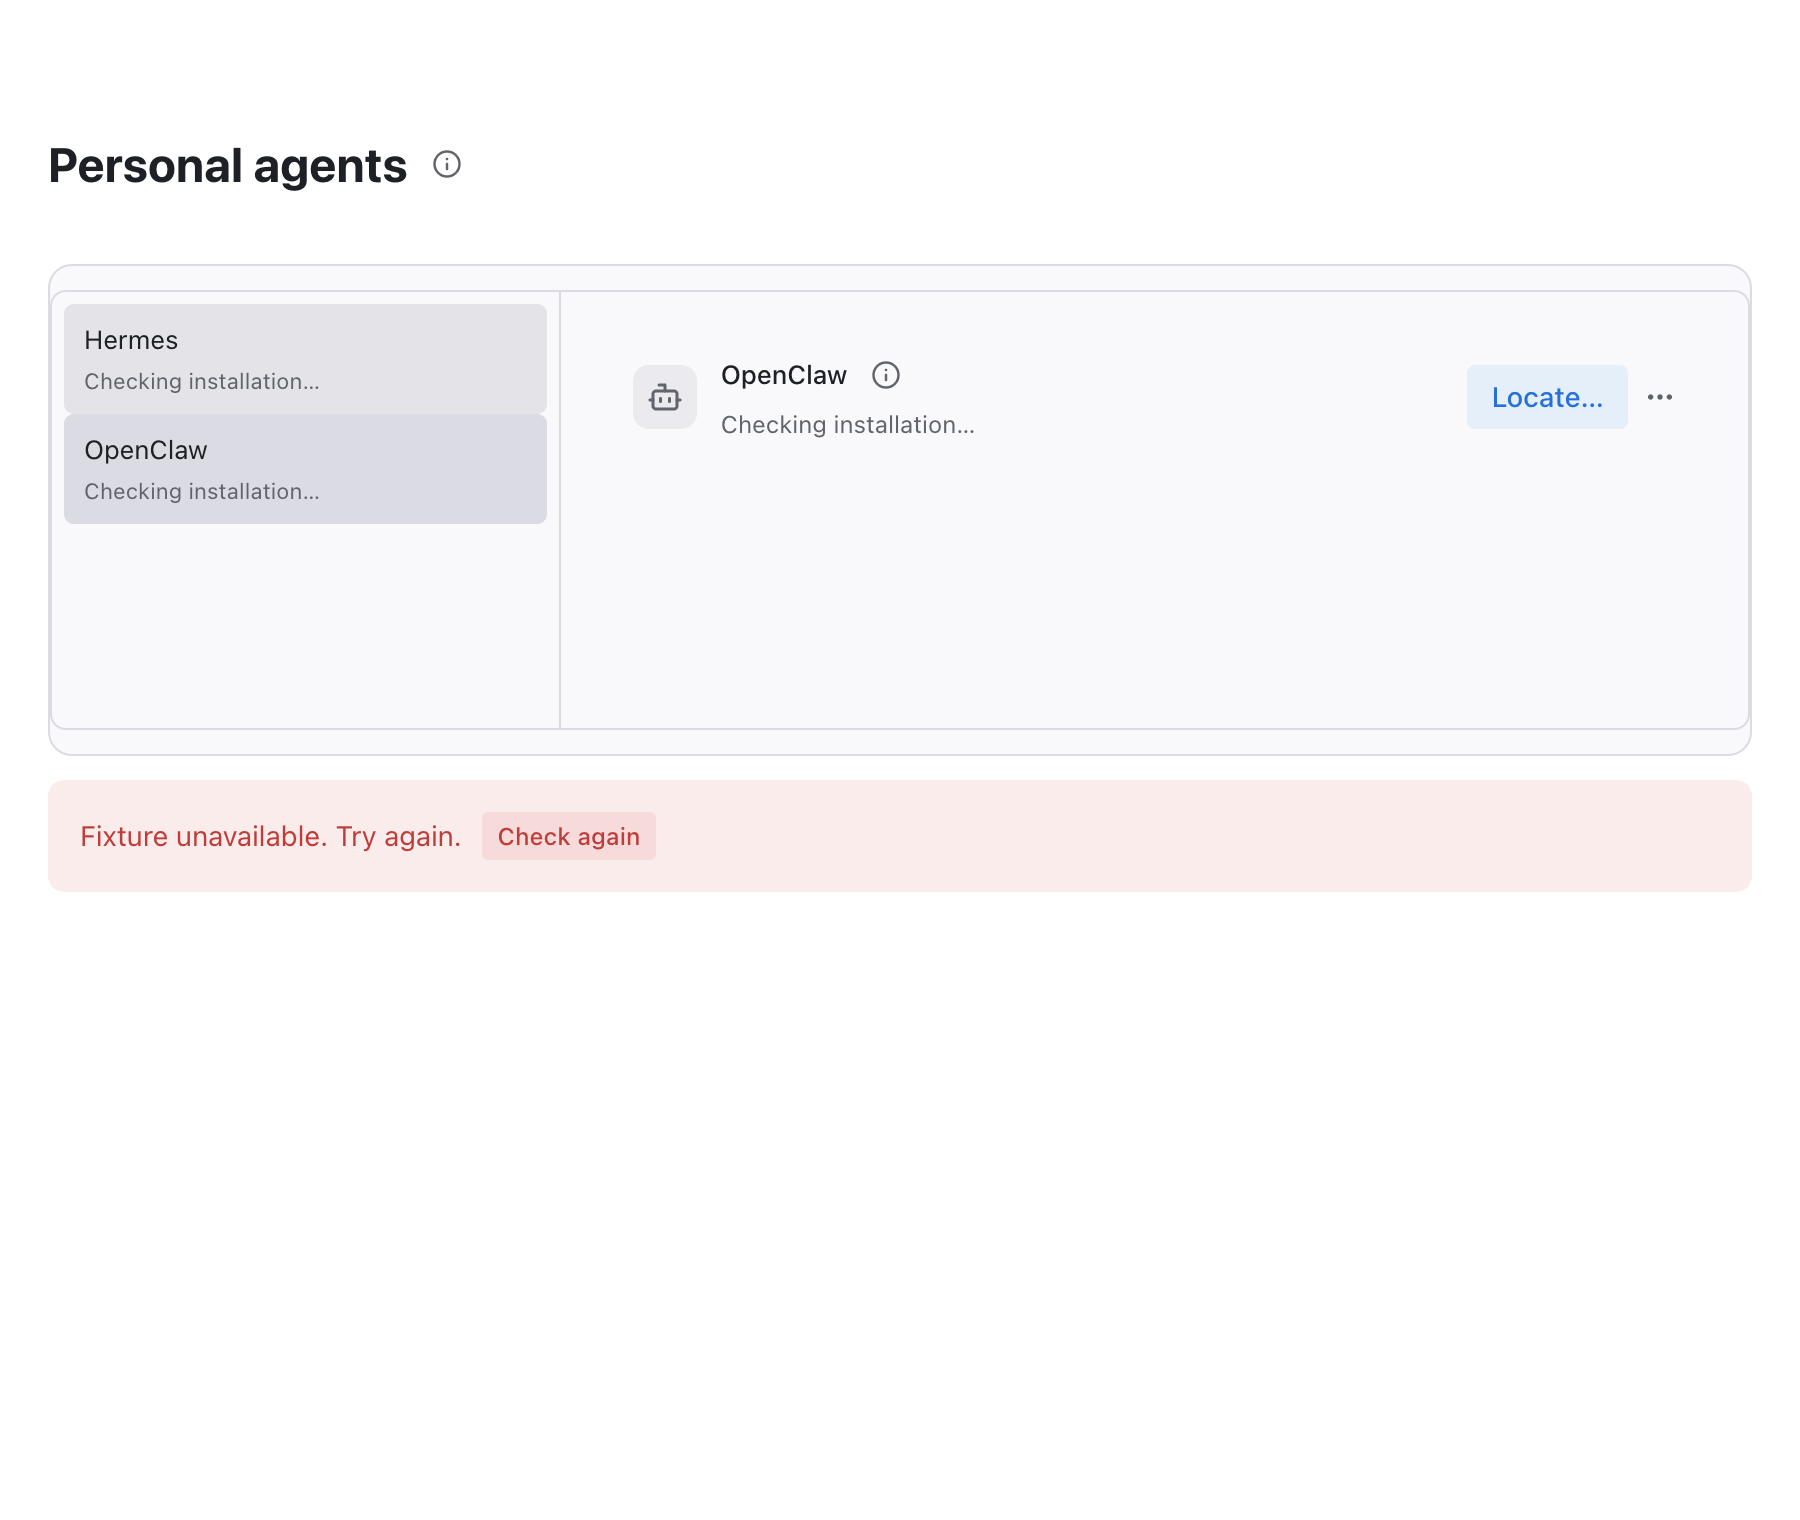 Personal agents
Hermes
Checking installation...
OpenClaw
Checking installation...
OpenClaw
Checking installation...
Locate...
Fixture unavailable. Try again.
Check again